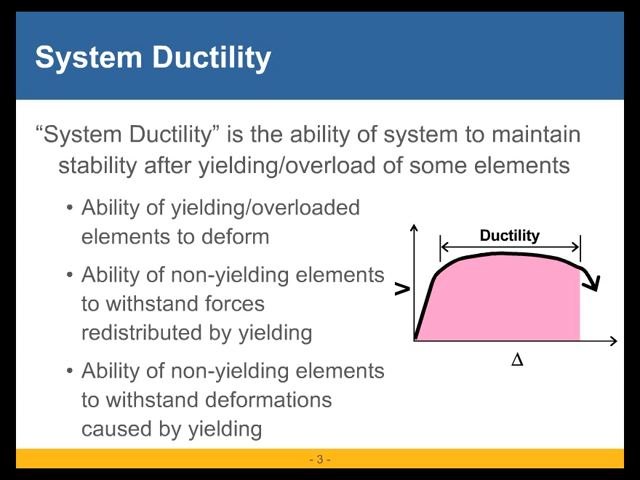 System Ductility
“System Ductility” is the ability of system to maintain
stability after yielding/overload of some elements
• Ability of yielding/overloaded
elements to deform
• Ability of non-yielding elements
to withstand forces
redistributed by yielding
• Ability of non-yielding elements
to withstand deformations
caused by yielding
Ductility
V
Δ
- 3 -